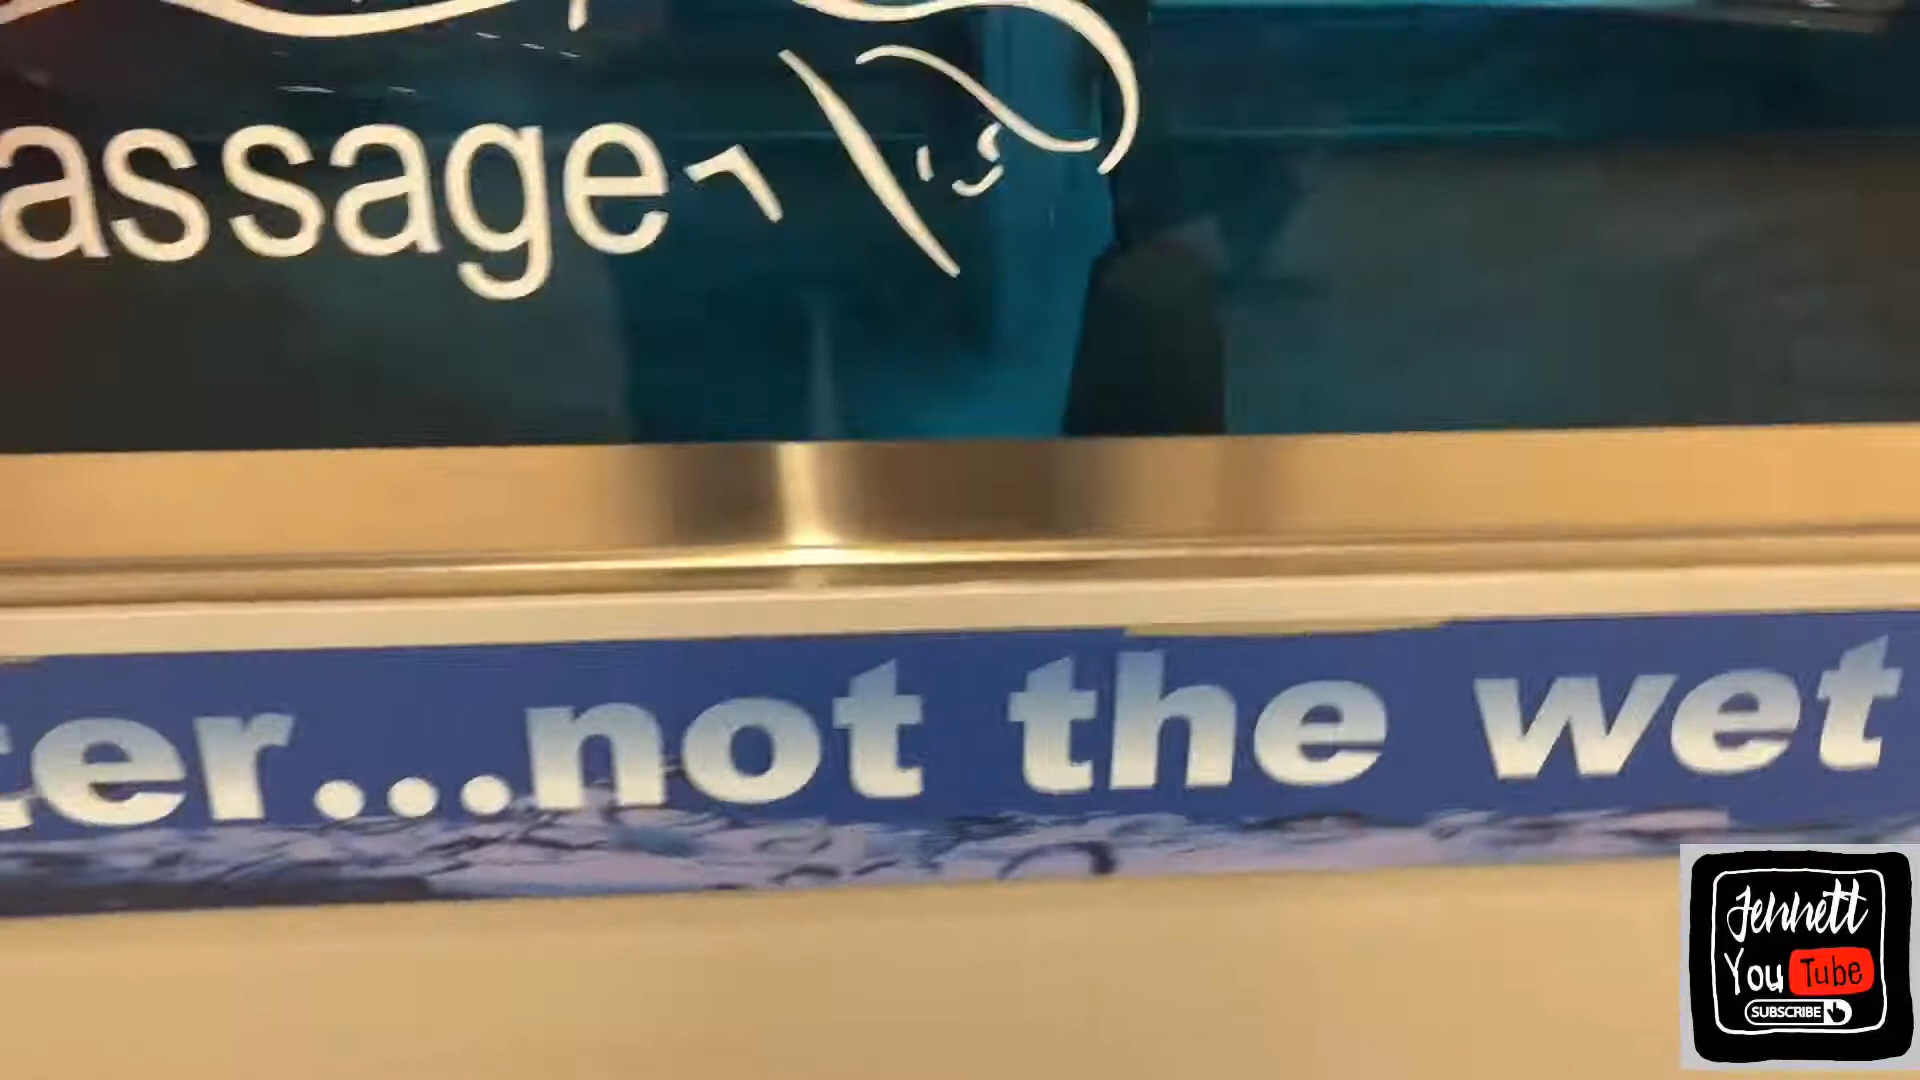 assage
er...not the wet
Jennett
You Tube
SUBSCRIBE